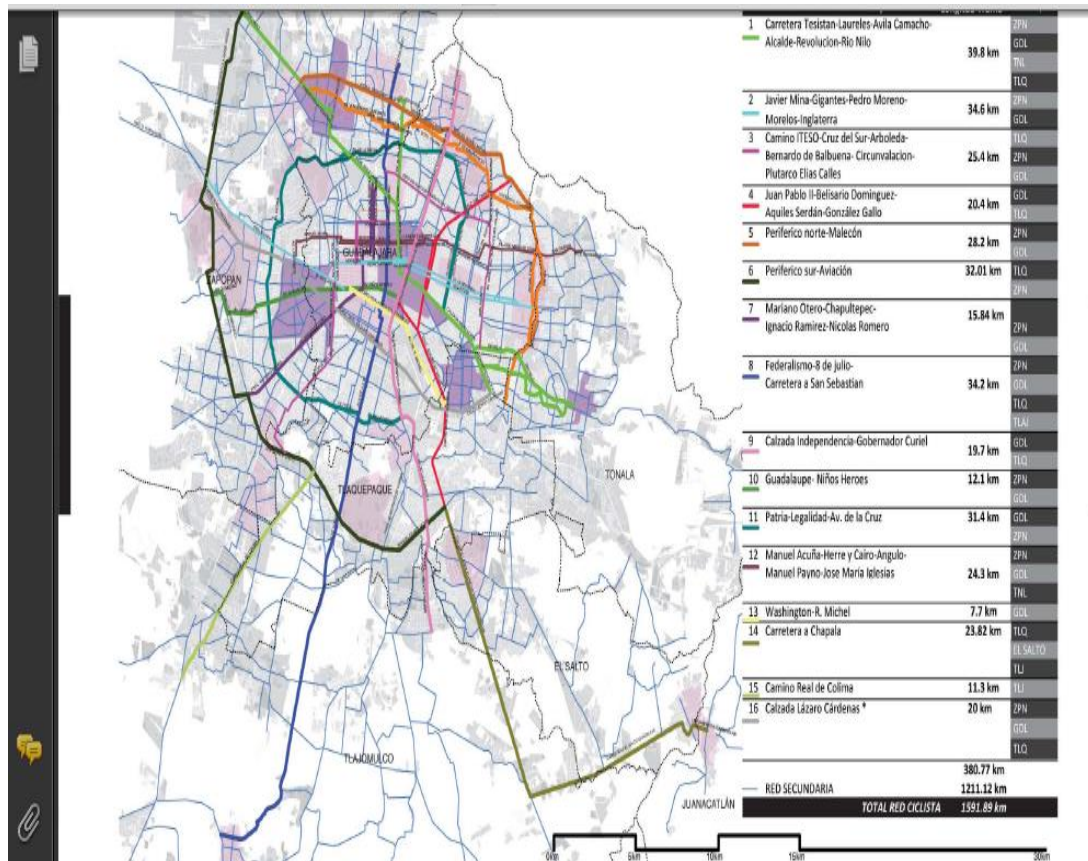 1 Carretera Tesistan-Laureles-Avila Camacho-
Alcalde-Revolucion-Rio Nilo
39.8 km
ZPN
GDL
TNL
TLQ
2 Javier Mina-Gigantes-Pedro Moreno-
Morelos-Inglaterra
34.6 km
ZPN
GDL
3 Camino ITESO-Cruz del Sur-Arboleda-
Bernardo de Balbuena- Circunvalacion-
Plutarco Elias Calles
25.4 km
TLQ
ZPN
GDL
4 Juan Pablo II-Belisario Dominguez-
Aquiles Serdán-González Gallo
20.4 km
GDL
TLQ
5 Periferico norte-Malecón
28.2 km
ZPN
GDL
6 Periferico sur-Aviación
32.01 km
TLQ
ZPN
7 Mariano Otero-Chapultepec-
Ignacio Ramirez-Nicolas Romero
15.84 km
ZPN
GDL
8 Federalismo-8 de julio-
Carretera a San Sebastian
34.2 km
ZPN
GDL
TLQ
TLAJ
9 Calzada Independencia-Gobernador Curiel
19.7 km
GDL
TLQ
10 Guadalupe- Niños Heroes
12.1 km
ZPN
GDL
11 Patria-Legalidad-Av. de la Cruz
31.4 km
GDL
ZPN
12 Manuel Acuña-Herre y Cairo-Angulo-
Manuel Payno-Jose María Iglesias
24.3 km
ZPN
GDL
TNL
13 Washington-R. Michel
7.7 km
GDL
14 Carretera a Chapala
23.82 km
TLQ
EL SALTO
TLJ
15 Camino Real de Colima
11.3 km
TLJ
16 Calzada Lázaro Cárdenas *
20 km
ZPN
GDL
TLQ
380.77 km
RED SECUNDARIA 1211.12 km
TOTAL RED CICLISTA 1591.89 km
GUADALAJARA
ZAPOPAN
TLAQUEPAQUE
TONALA
EL SALTO
TLAJOMULCO
JUANACATLÁN
0km 5km 10km 15km 30km